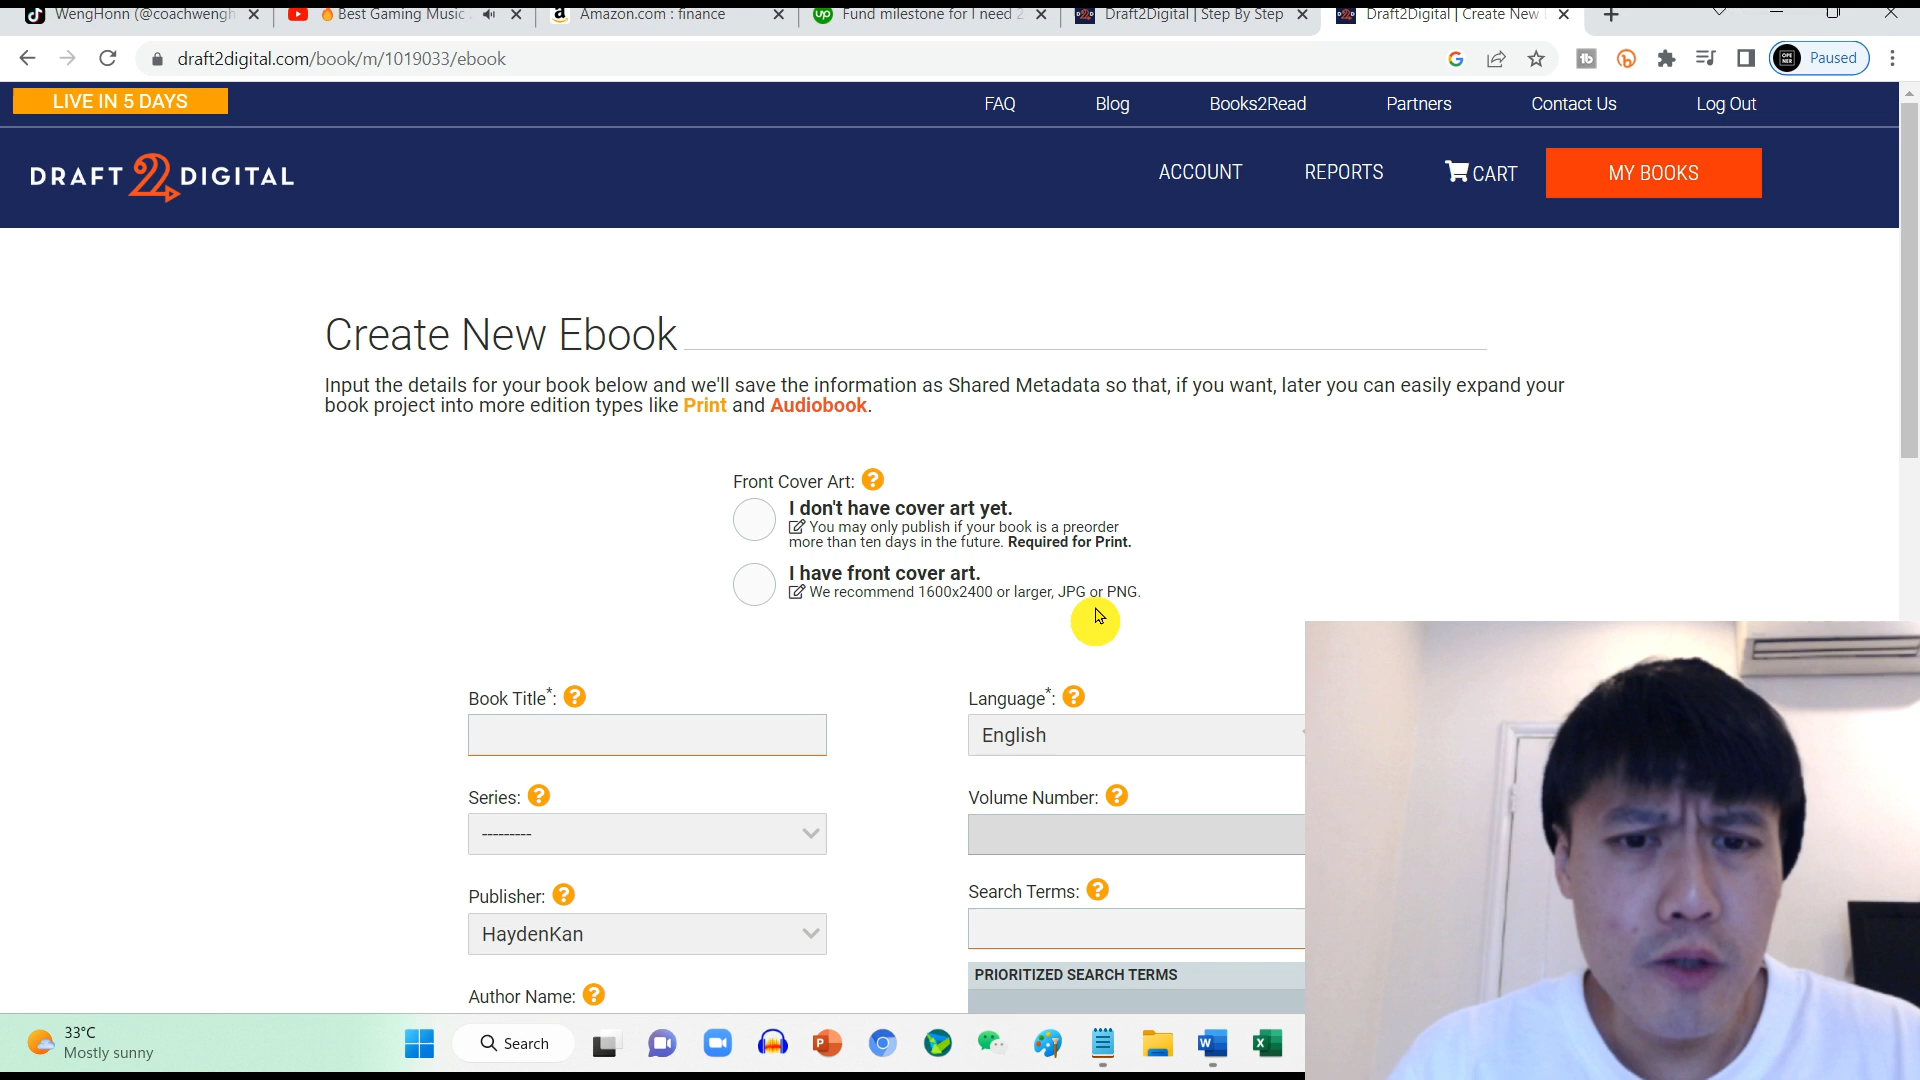 WengHonn (@coachwengh
Best Gaming Music
Amazon.com : finance
Fund milestone for I need 2
Draft2Digital | Step By Step
Draft2Digital | Create New
draft2digital.com/book/m/1019033/ebook
Paused
LIVE IN 5 DAYS
FAQ
Blog
Books2Read
Partners
Contact Us
Log Out
DRAFT 2 DIGITAL
ACCOUNT
REPORTS
CART
MY BOOKS
Create New Ebook
Input the details for your book below and we'll save the information as Shared Metadata so that, if you want, later you can easily expand your
book project into more edition types like Print and Audiobook.
Front Cover Art: ?
I don't have cover art yet.
You may only publish if your book is a preorder
more than ten days in the future. Required for Print.
I have front cover art.
We recommend 1600x2400 or larger, JPG or PNG.
Book Title*: ?
Language*: ?
English
Series: ?
---------
Volume Number: ?
Publisher: ?
HaydenKan
Search Terms: ?
PRIORITIZED SEARCH TERMS
Author Name: ?
33°C
Mostly sunny
Search